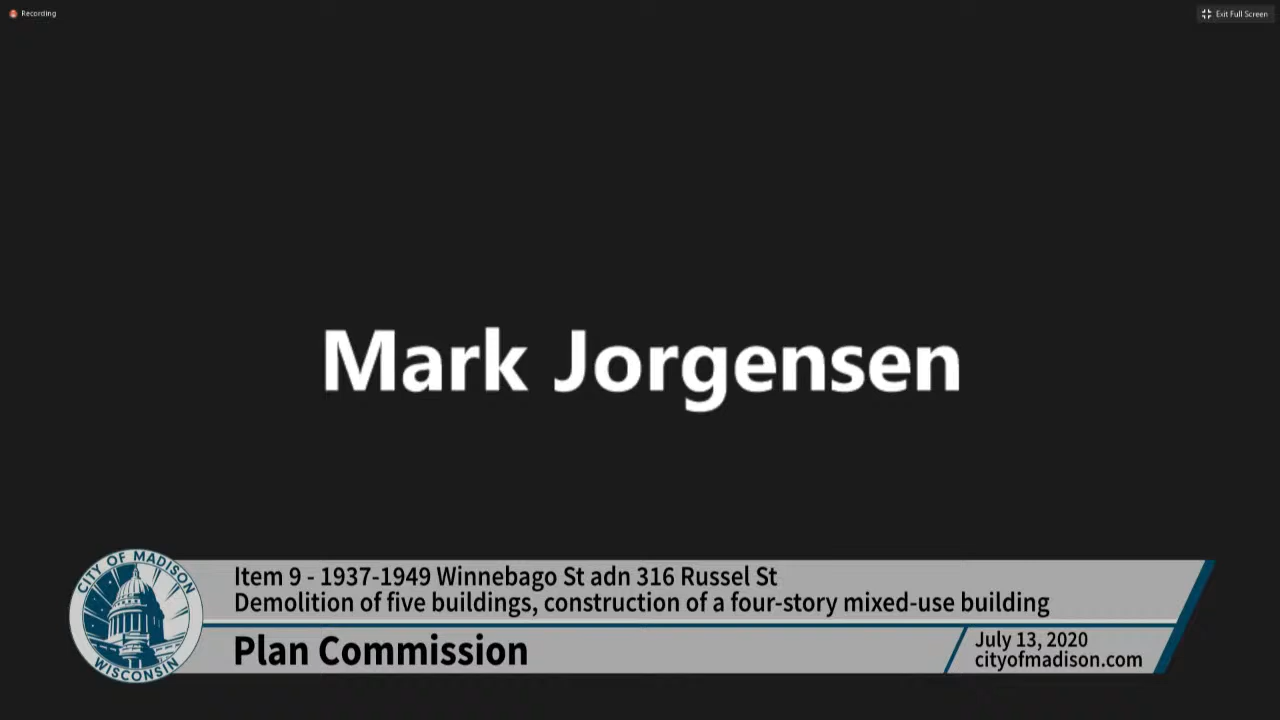 Recording
Exit Full Screen
Mark Jorgensen
CITY OF MADISON
WISCONSIN
Item 9 - 1937-1949 Winnebago St adn 316 Russel St
Demolition of five buildings, construction of a four-story mixed-use building
Plan Commission
July 13, 2020
cityofmadison.com